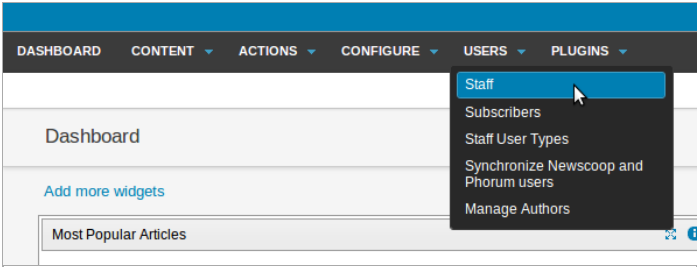 DASHBOARD CONTENT ACTIONS CONFIGURE USERS PLUGINS
Staff
Subscribers
Staff User Types
Synchronize Newscoop and
Phorum users
Manage Authors
Dashboard
Add more widgets
Most Popular Articles